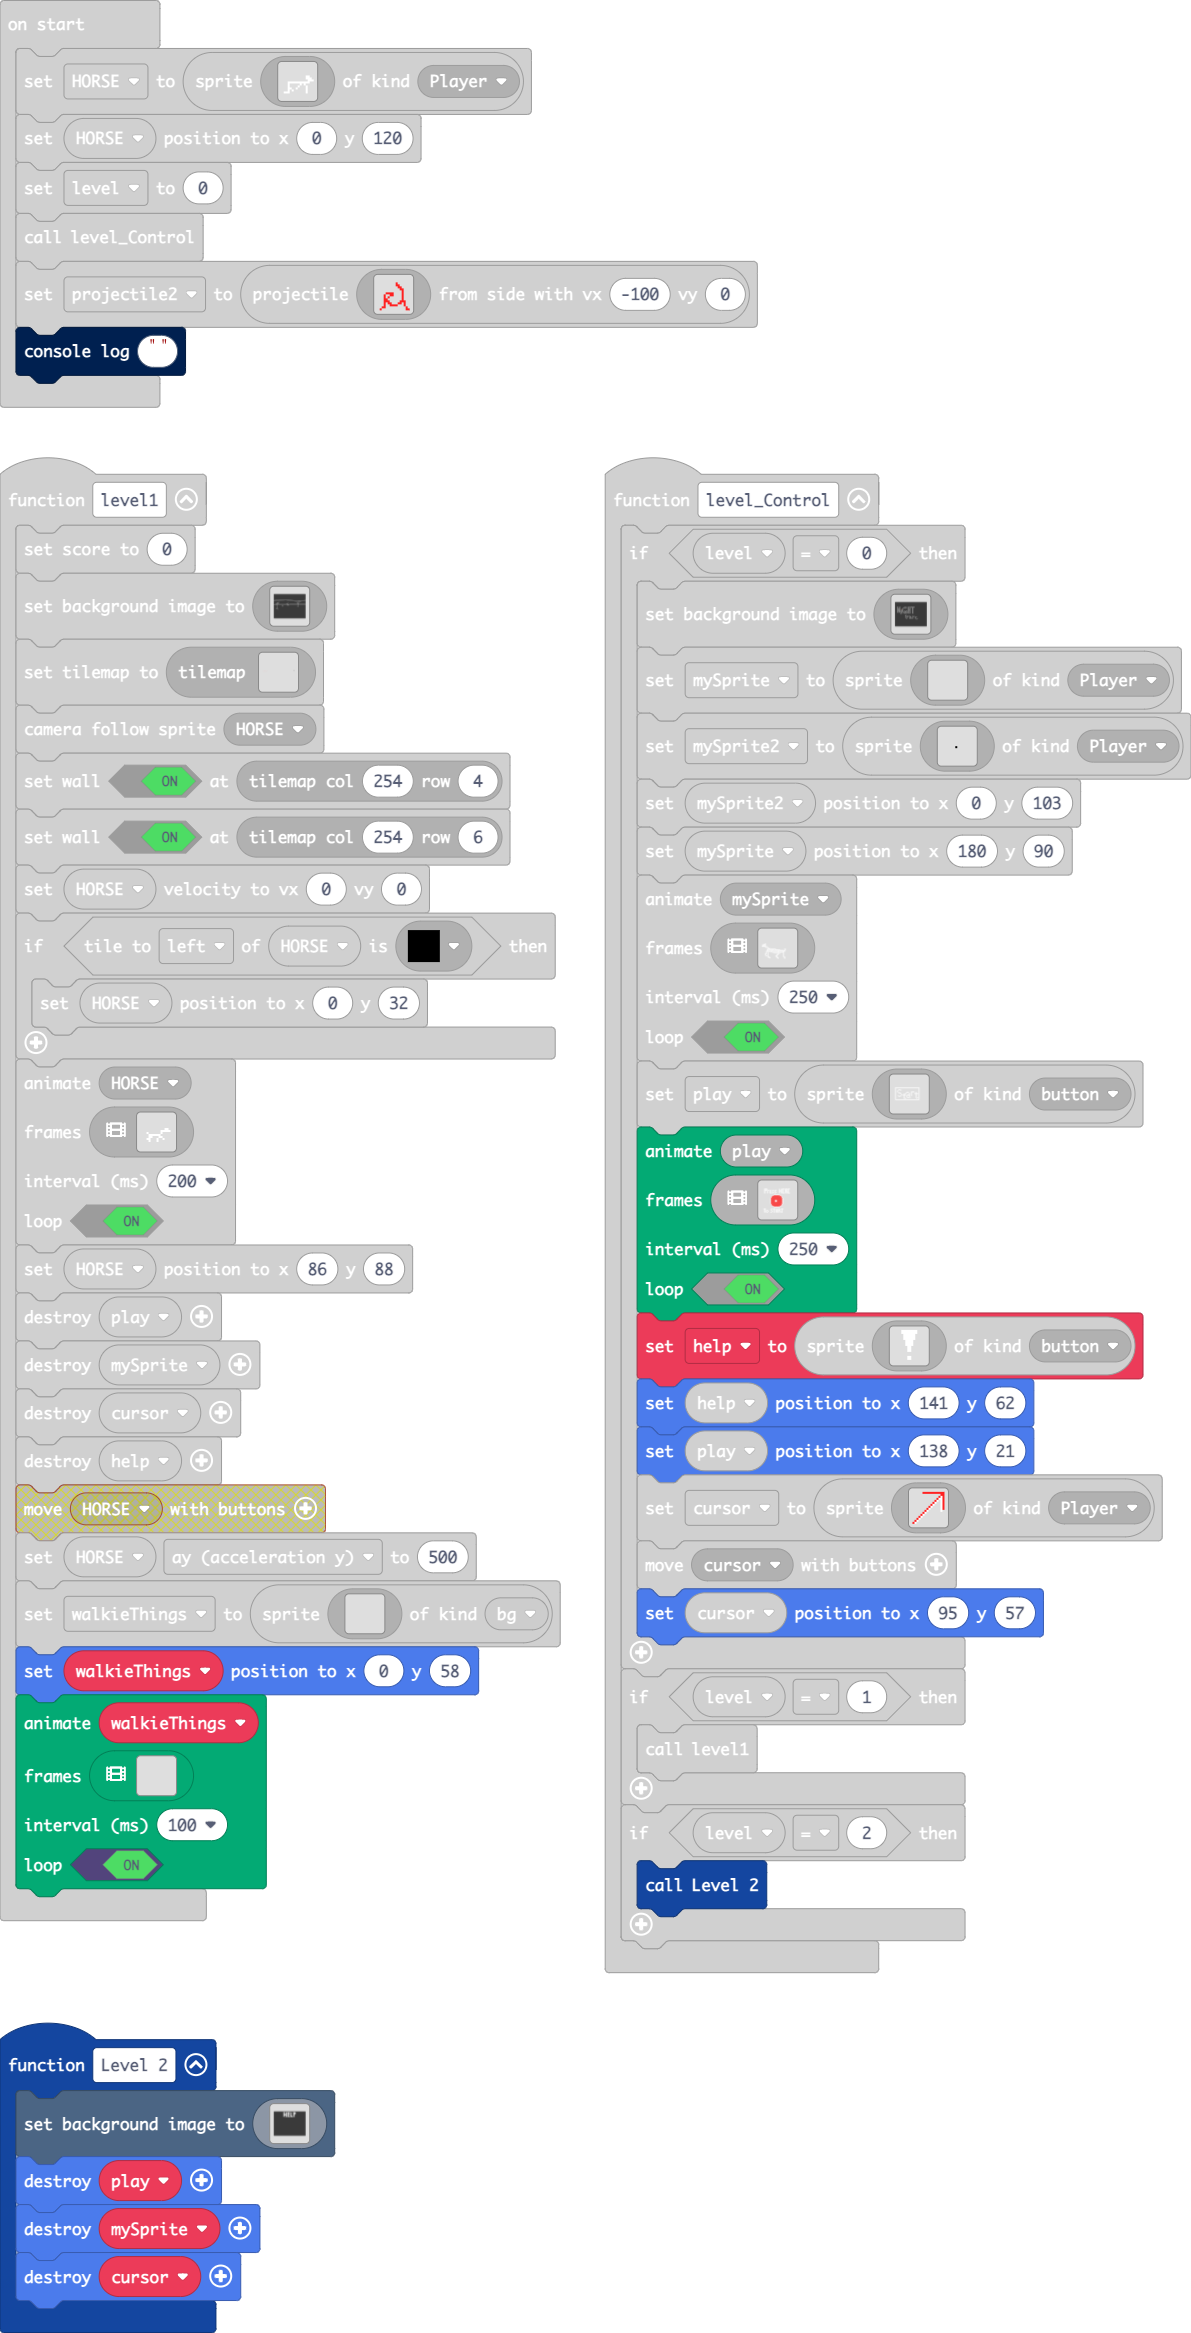 on start
set HORSE to sprite of kind Player
set HORSE position to x 0 y 120
set level to 0
call level_Control
set projectile2 to projectile from side with vx -100 vy 0
console log " "
function level1
set score to 0
set background image to
set tilemap to tilemap
camera follow sprite HORSE
set wall ON at tilemap col 254 row 4
set wall ON at tilemap col 254 row 6
set HORSE velocity to vx 0 vy 0
if tile to left of HORSE is then
set HORSE position to x 0 y 32
animate HORSE
frames
interval (ms) 200
loop ON
set HORSE position to x 86 y 88
destroy play
destroy mySprite
destroy cursor
destroy help
move HORSE with buttons
set HORSE ay (acceleration y) to 500
set walkieThings to sprite of kind bg
set walkieThings position to x 0 y 58
animate walkieThings
frames
interval (ms) 100
loop ON
function level_Control
if level = 0 then
set background image to
set mySprite to sprite of kind Player
set mySprite2 to sprite of kind Player
set mySprite2 position to x 0 y 103
set mySprite position to x 180 y 90
animate mySprite
frames
interval (ms) 250
loop ON
set play to sprite of kind button
animate play
frames
interval (ms) 250
loop ON
set help to sprite of kind button
set help position to x 141 y 62
set play position to x 138 y 21
set cursor to sprite of kind Player
move cursor with buttons
set cursor position to x 95 y 57
if level = 1 then
call level1
if level = 2 then
call Level 2
function Level 2
set background image to HELP
destroy play
destroy mySprite
destroy cursor